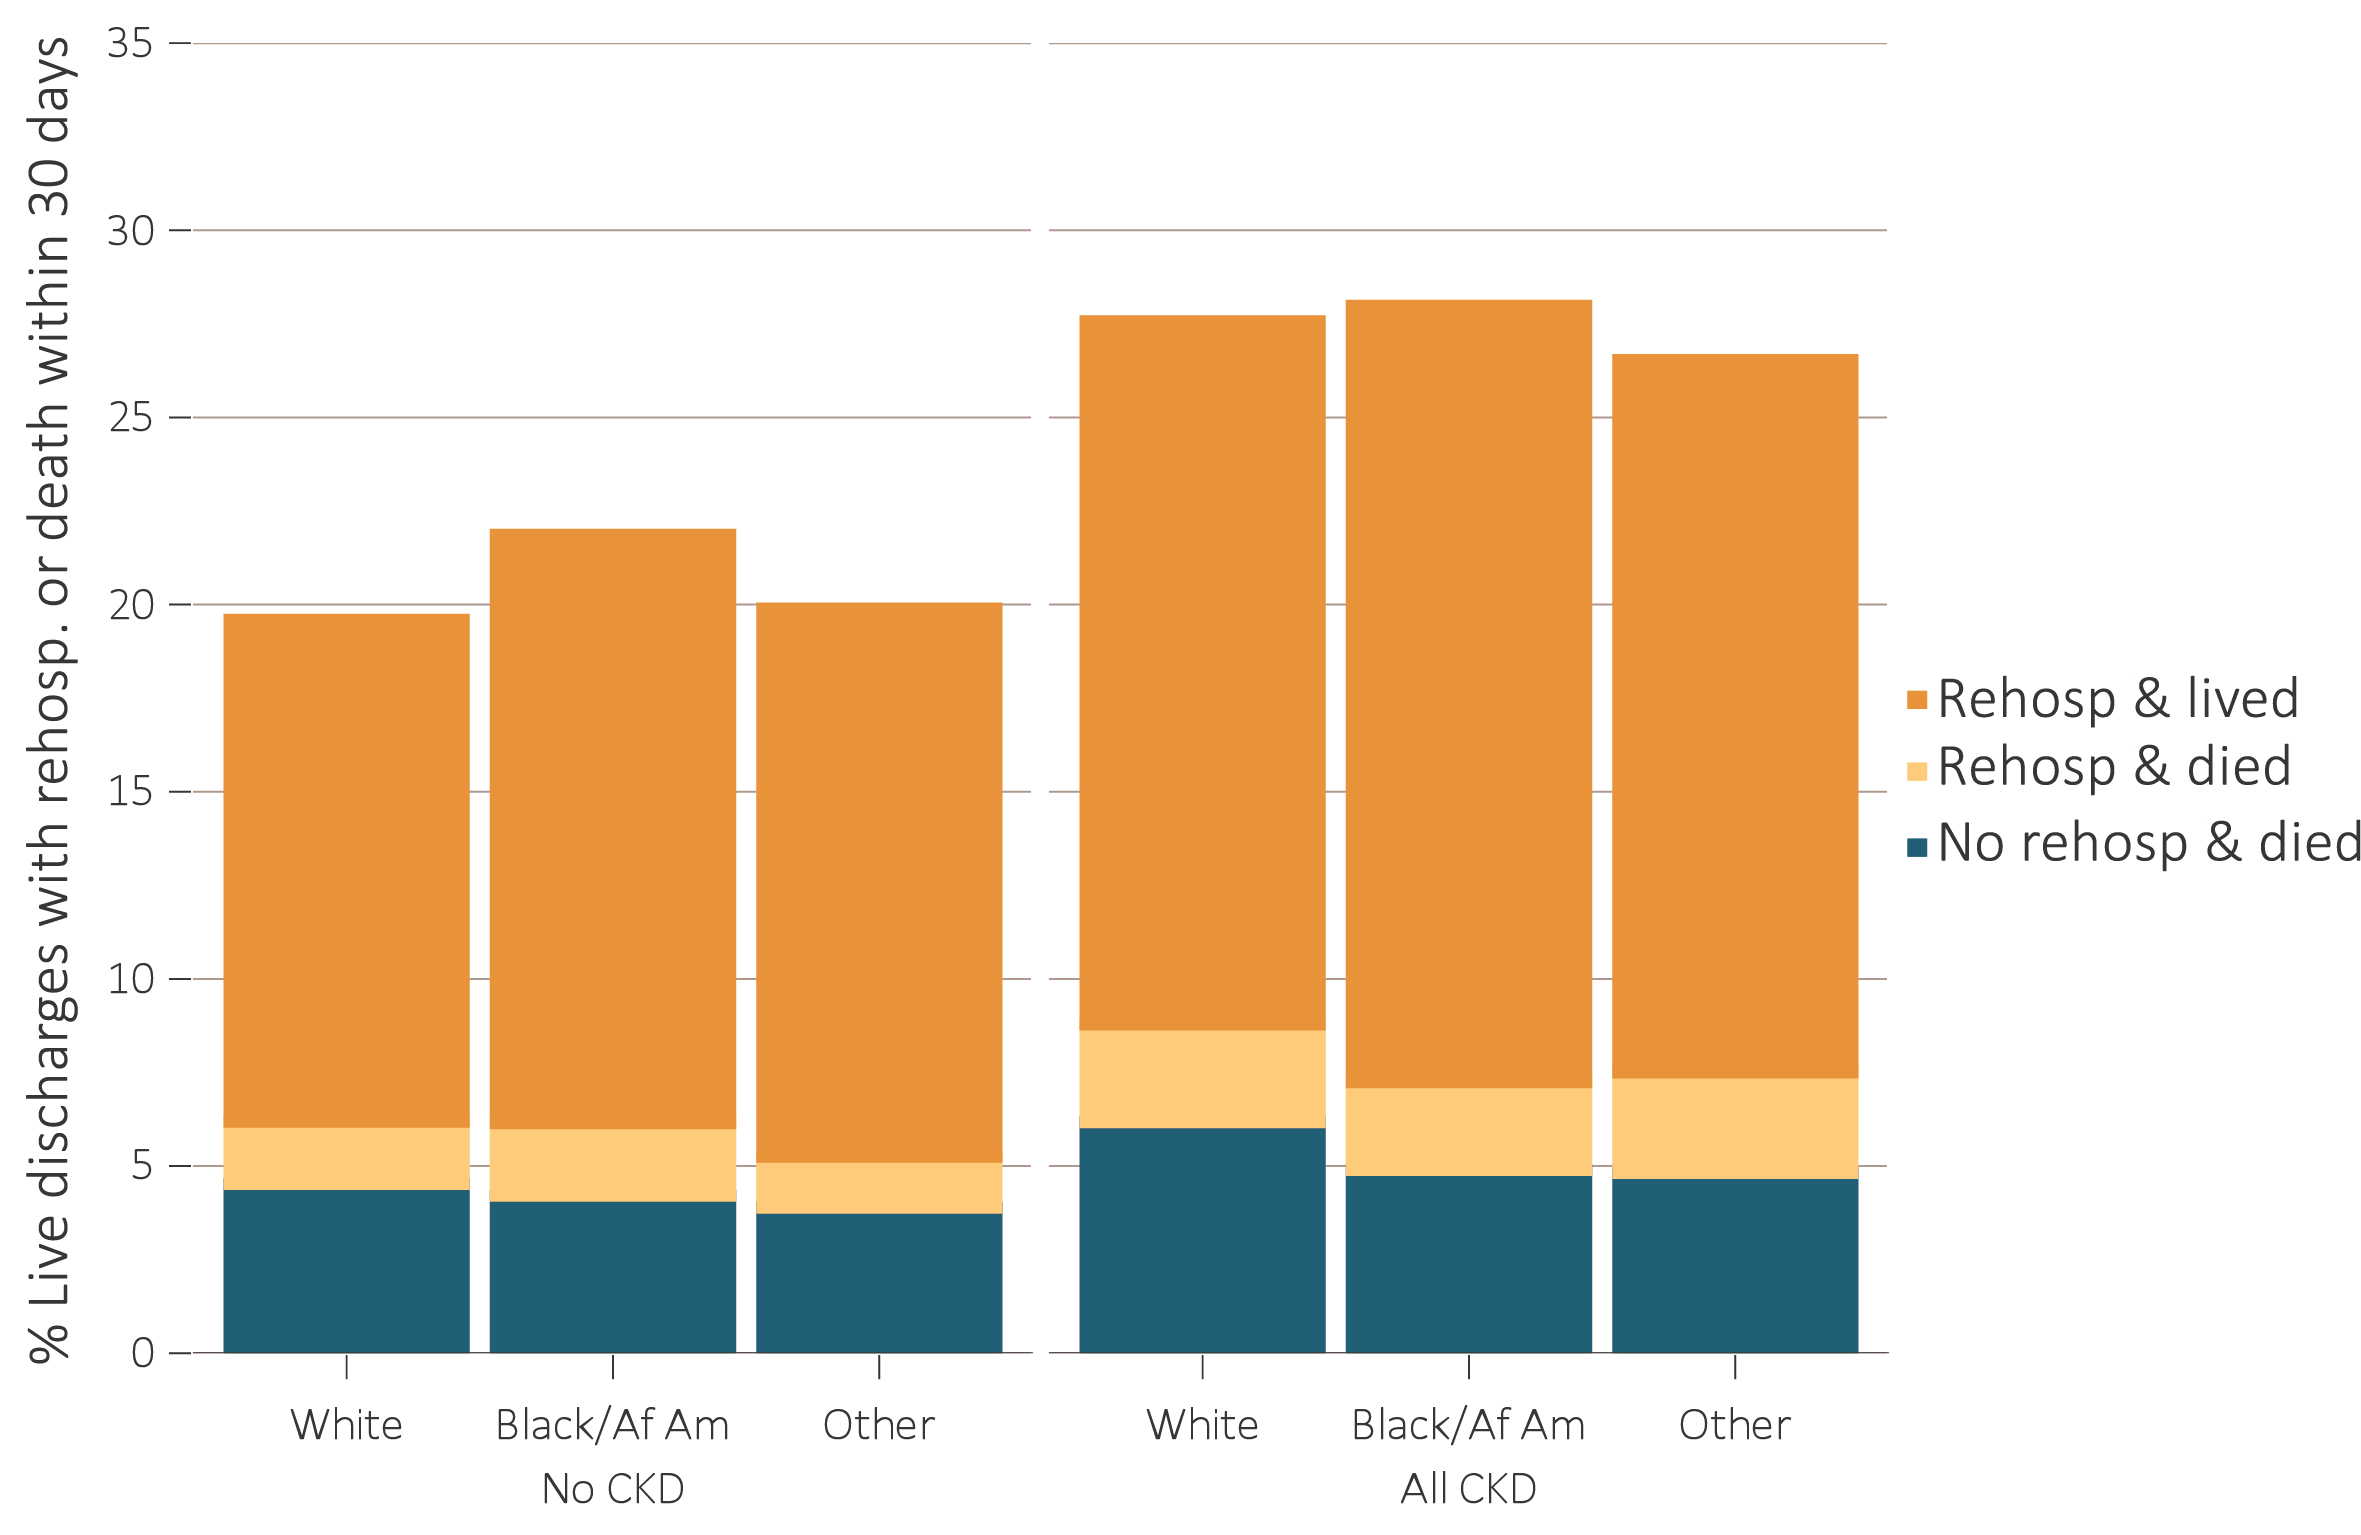 % Live discharges with rehosp. or death within 30 days
35
30
25
20
15
10
5
0
White Black/Af Am Other White Black/Af Am Other
No CKD All CKD
Rehosp & lived
Rehosp & died
No rehosp & died